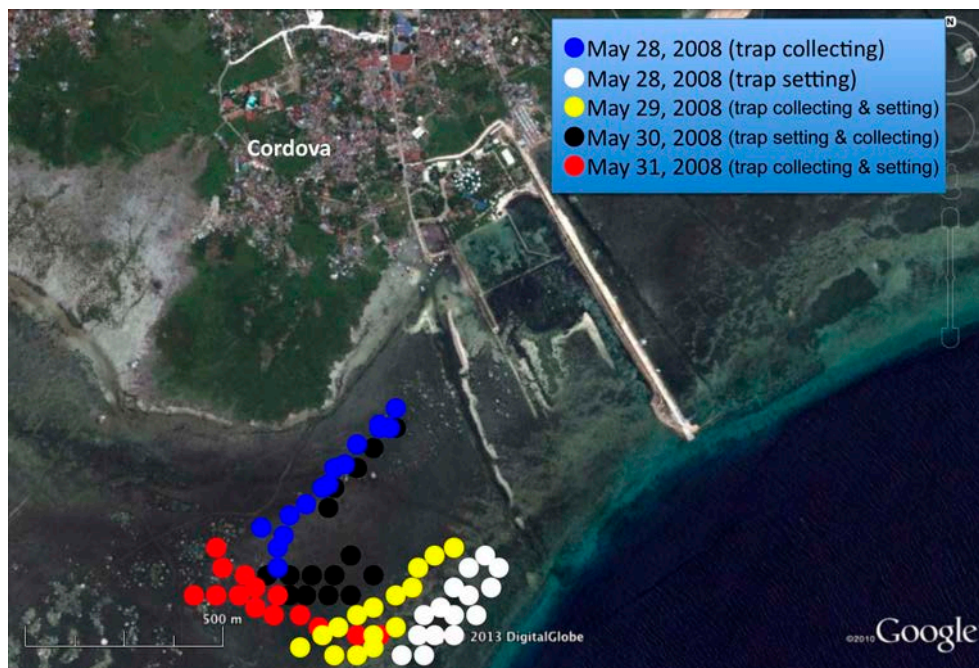 May 28, 2008 (trap collecting)
May 28, 2008 (trap setting)
May 29, 2008 (trap collecting & setting)
May 30, 2008 (trap setting & collecting)
May 31, 2008 (trap collecting & setting)
N
Cordova
500 m
2013 DigitalGlobe
©2010 Google